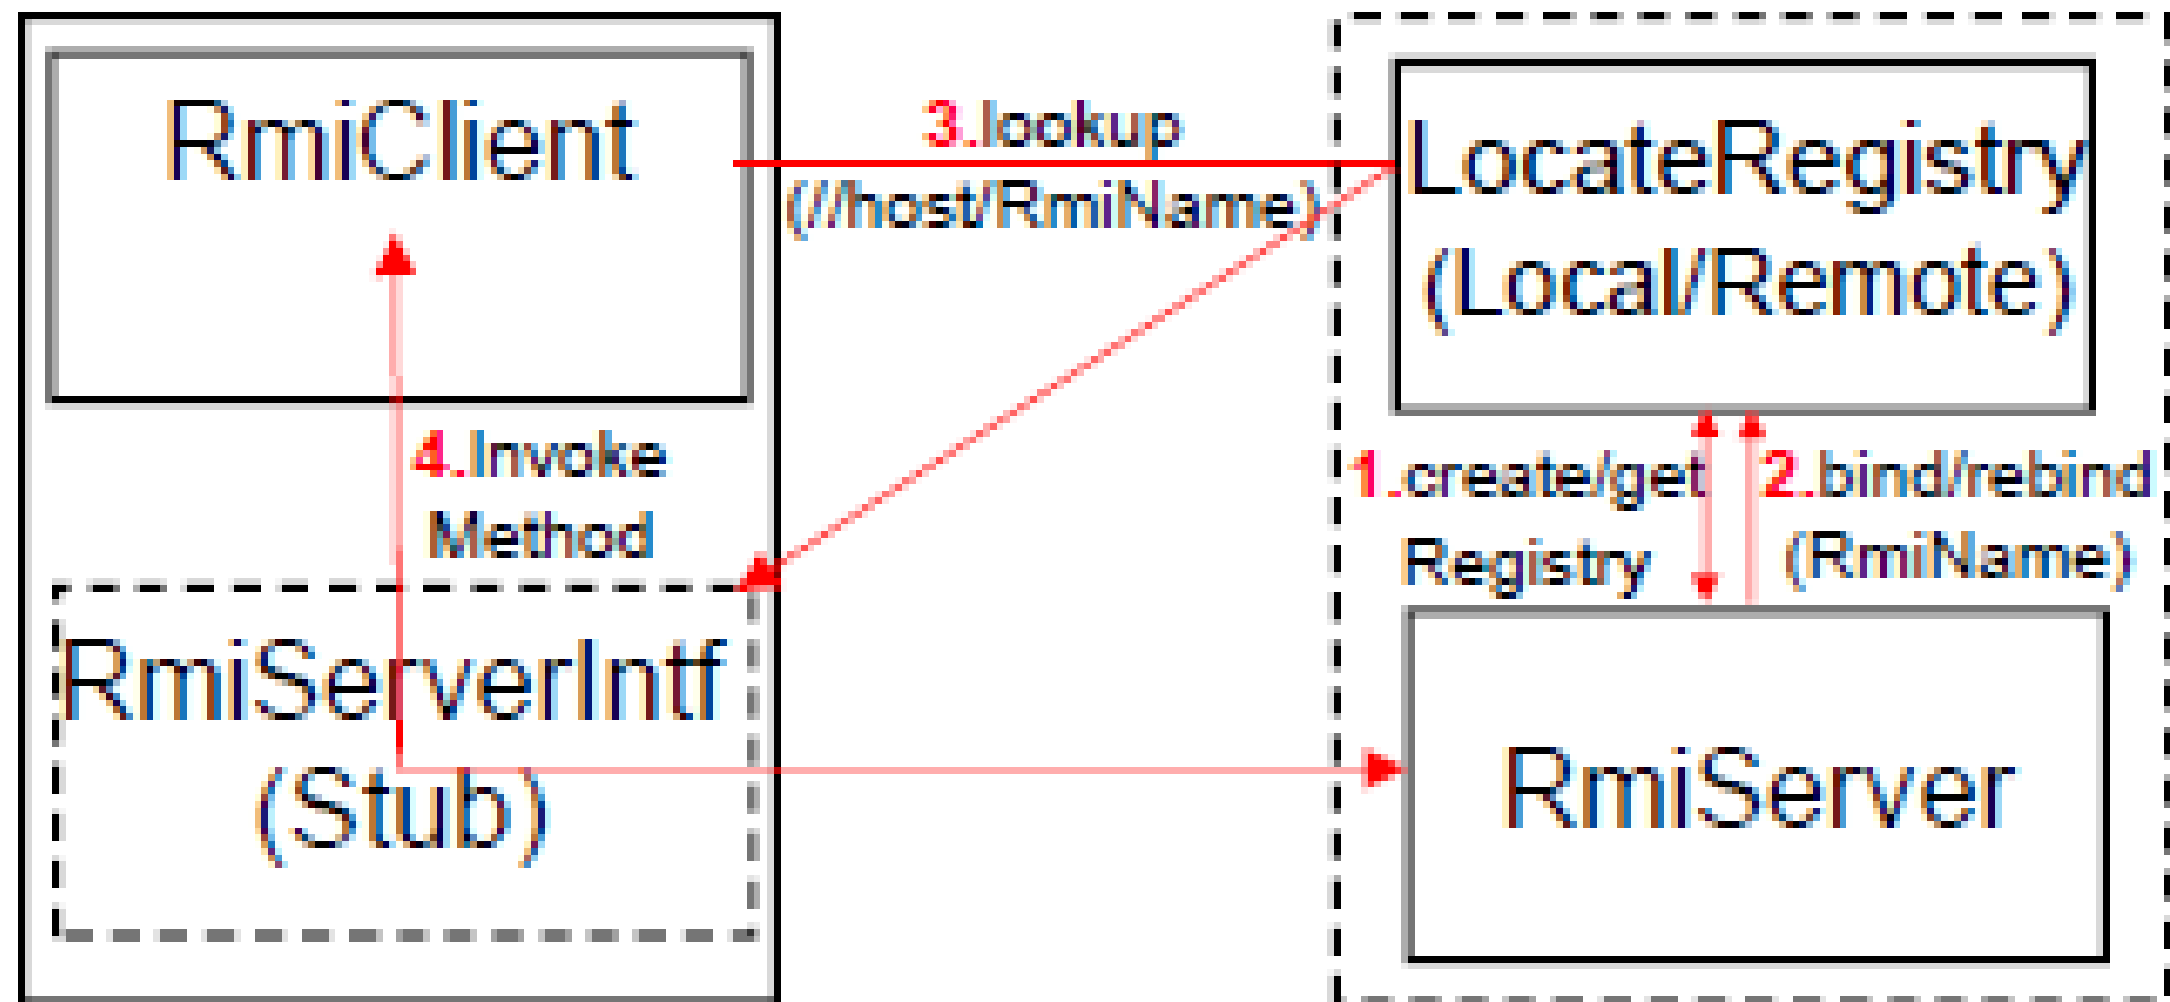 RmiClient
3.lookup
(//host/RmiName)
LocateRegistry
(Local/Remote)
4.Invoke
Method
1.create/get
Registry
2.bind/rebind
(RmiName)
RmiServerIntf
(Stub)
RmiServer